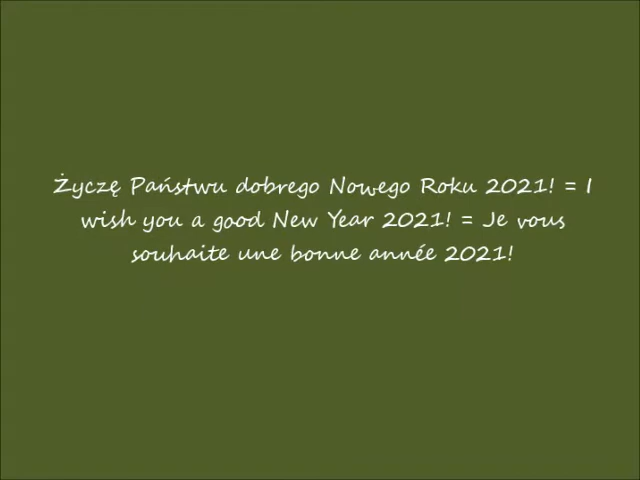 Życzę Państwu dobrego Nowego Roku 2021! = I
wish you a good New Year 2021! = Je vous
souhaite une bonne année 2021!